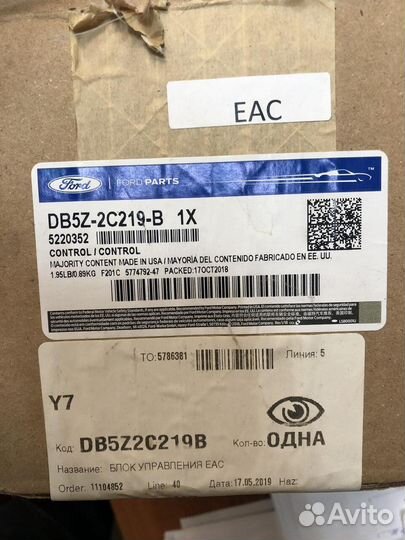 EAC
Ford
FORD PARTS
TM
DB5Z-2C219-B 1X
5220352
CONTROL / CONTROL
MAJORITY CONTENT MADE IN USA / MAYORÍA DEL CONTENIDO FABRICADO EN EE. UU.
1.95LB/0.89KG F201C 5774792-47 PACKED:17OCT2018
ТО:5786381
Линия: 5
Y7
Код: DB5Z2C219B
Кол-во: ОДНА
Название: БЛОК УПРАВЛЕНИЯ EAC
Order: 11104852 Line: 40 Дата:17.05.2019 Haz:
Avito